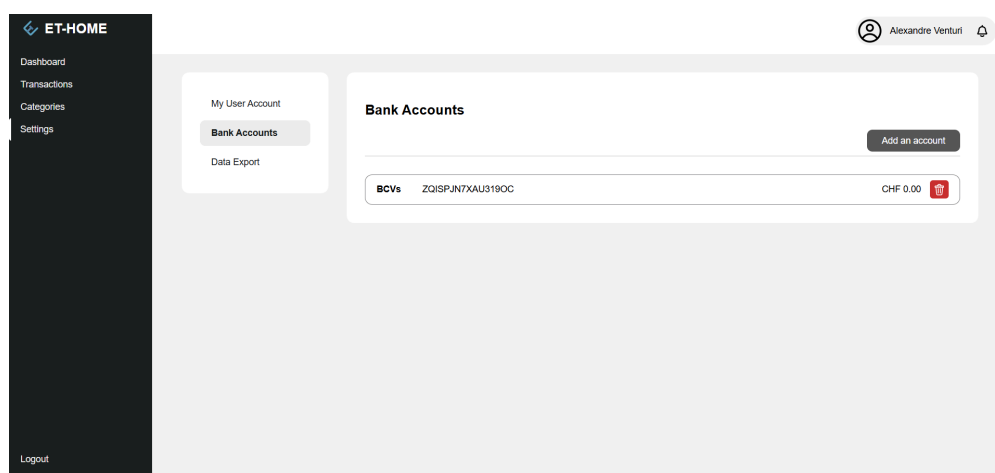 ET-HOME
Alexandre Venturi
Dashboard
Transactions
Categories
Settings
My User Account
Bank Accounts
Data Export
Bank Accounts
Add an account
BCVs ZQISPJN7XAU319OC CHF 0.00
Logout